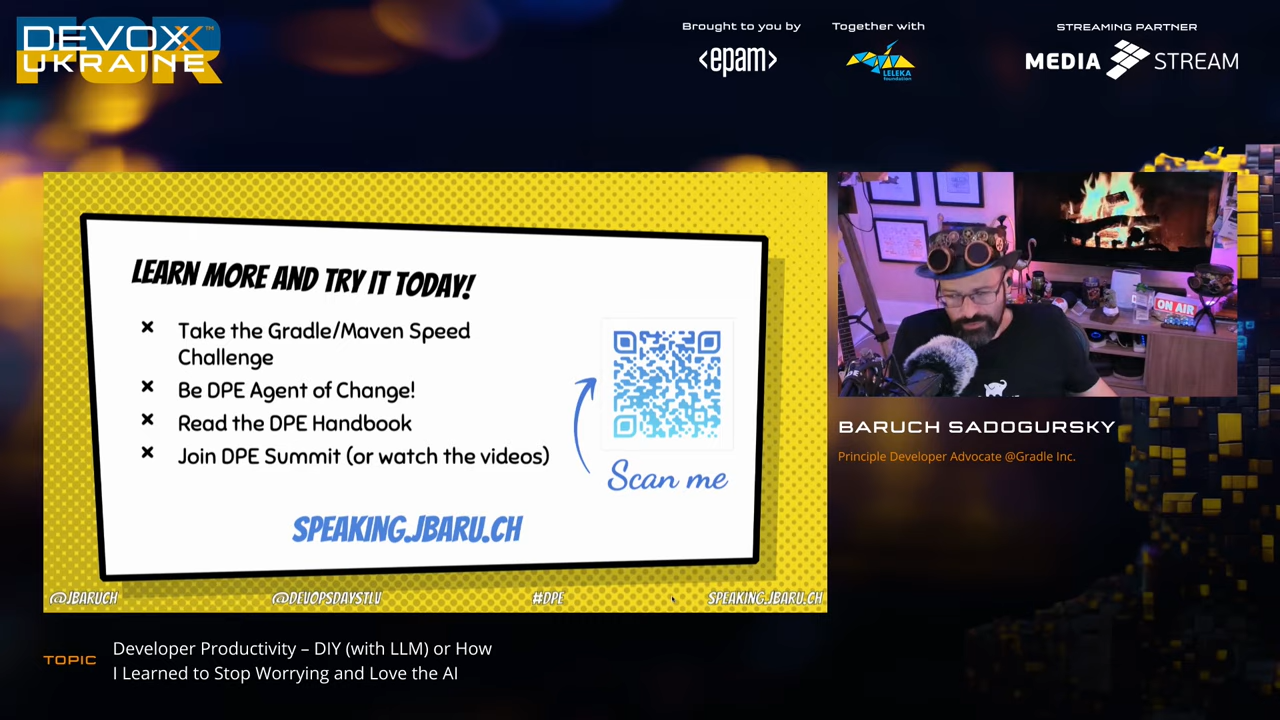 DEVOXX™
UKRAINE
FOR
Brought to you by
<epam>
Together with
LELEKA
foundation
STREAMING PARTNER
MEDIA STREAM
LEARN MORE AND TRY IT TODAY!
× Take the Gradle/Maven Speed
Challenge
× Be DPE Agent of Change!
× Read the DPE Handbook
× Join DPE Summit (or watch the videos)
Scan me
SPEAKING.JBARU.CH
@JBARUCH
@DEVOPSDAYSTLV
#DPE
SPEAKING.JBARU.CH
ON AIR
BARUCH SADOGURSKY
Principle Developer Advocate @Gradle Inc.
TOPIC
Developer Productivity – DIY (with LLM) or How
I Learned to Stop Worrying and Love the AI